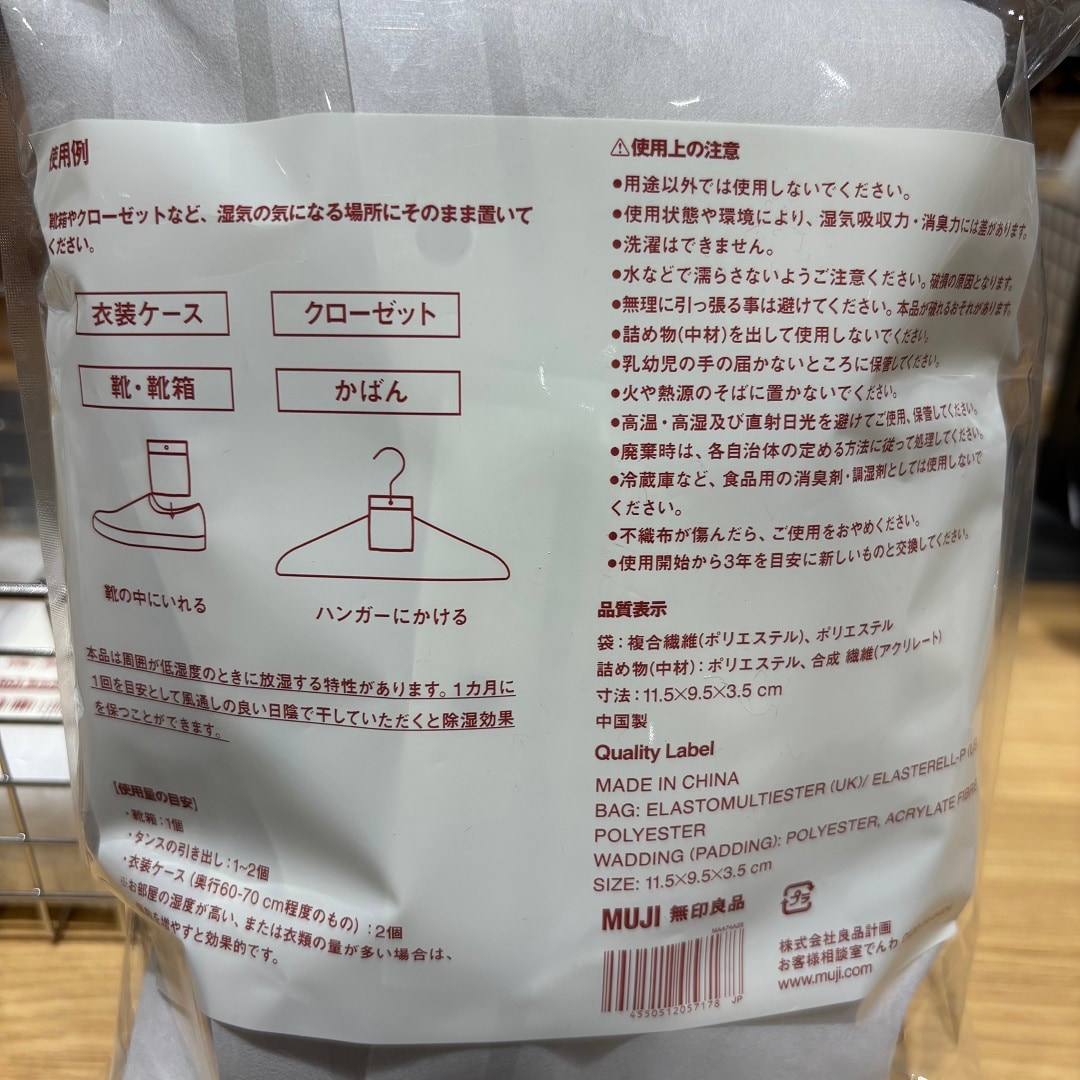 使用例
靴箱やクローゼットなど、湿気の気になる場所にそのまま置いて
ください。
衣装ケース
クローゼット
靴・靴箱
かばん
靴の中にいれる
ハンガーにかける
本品は周囲が低湿度のときに放湿する特性があります。1カ月に
1回を目安として風通しの良い日陰で干していただくと除湿効果
を保つことができます。
[使用量の目安]
・靴箱:1個
・タンスの引き出し:1~2個
・衣装ケース(奥行60-70 cm程度のもの):2個
※お部屋の湿度が高い、または衣類の量が多い場合は、
を増やすと効果的です。
⚠使用上の注意
●用途以外では使用しないでください。
●使用状態や環境により、湿気吸収力・消臭力には差があります。
●洗濯はできません。
●水などで濡らさないようご注意ください。破損の原因となります。
●無理に引っ張る事は避けてください。本品が破れるおそれがあります。
●詰め物(中材)を出して使用しないでください。
●乳幼児の手の届かないところに保管してください。
●火や熱源のそばに置かないでください。
●高温・高湿及び直射日光を避けてご使用、保管してください。
●廃棄時は、各自治体の定める方法に従って処理してください。
●冷蔵庫など、食品用の消臭剤・調湿剤としては使用しないで
ください。
●不織布が傷んだら、ご使用をおやめください。
●使用開始から3年を目安に新しいものと交換してください。
品質表示
袋:複合繊維(ポリエステル)、ポリエステル
詰め物(中材):ポリエステル、合成 繊維(アクリレート)
寸法:11.5×9.5×3.5 cm
中国製
Quality Label
MADE IN CHINA
BAG: ELASTOMULTIESTER (UK)/ ELASTERELL-P
POLYESTER
WADDING (PADDING): POLYESTER, ACRYLATE FIBRE
SIZE: 11.5×9.5×3.5 cm
MUJI 無印良品
プラ
4550512057178 JP
株式会社良品計画
お客様相談室でんわ
www.muji.com